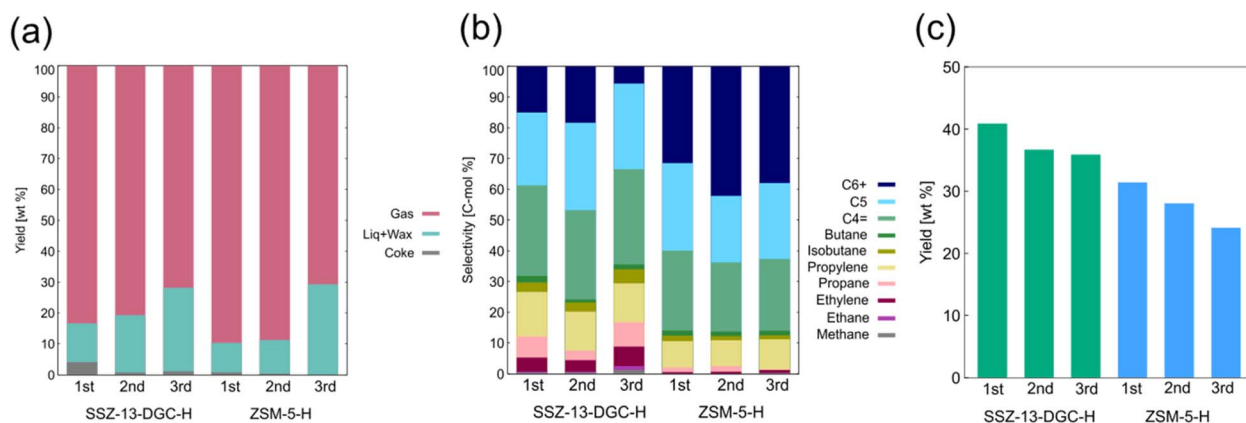 (a)
Yield [wt %]
100
90
80
70
60
50
40
30
20
10
0
1st 2nd 3rd 1st 2nd 3rd
SSZ-13-DGC-H ZSM-5-H
Gas
Liq+Wax
Coke
(b)
Selectivity [C-mol %]
100
90
80
70
60
50
40
30
20
10
0
1st 2nd 3rd 1st 2nd 3rd
SSZ-13-DGC-H ZSM-5-H
C6+
C5
C4=
Butane
Isobutane
Propylene
Propane
Ethylene
Ethane
Methane
(c)
Yield [wt %]
50
40
30
20
10
0
1st 2nd 3rd 1st 2nd 3rd
SSZ-13-DGC-H ZSM-5-H